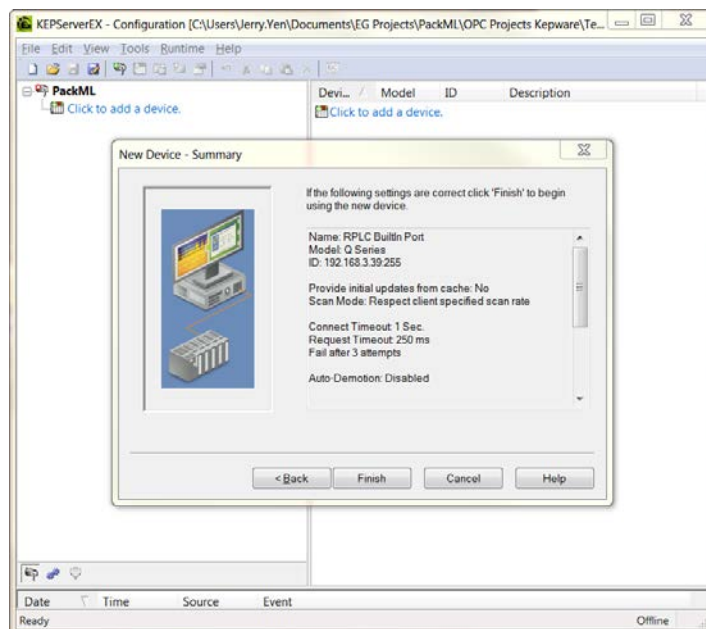 KEPServerEX - Configuration [C:\Users\Jerry.Yen\Documents\EG Projects\PackML\OPC Projects Kepware\Te...
File Edit View Tools Runtime Help
PackML
Click to add a device.
Devi... Model ID Description
Click to add a device.
New Device - Summary
If the following settings are correct click 'Finish' to begin
using the new device.
Name: RPLC BuiltIn Port
Model: Q Series
ID: 192.168.3.39:255
Provide initial updates from cache: No
Scan Mode: Respect client specified scan rate
Connect Timeout: 1 Sec.
Request Timeout: 250 ms
Fail after 3 attempts
Auto-Demotion: Disabled
< Back Finish Cancel Help
Date Time Source Event
Ready Offline